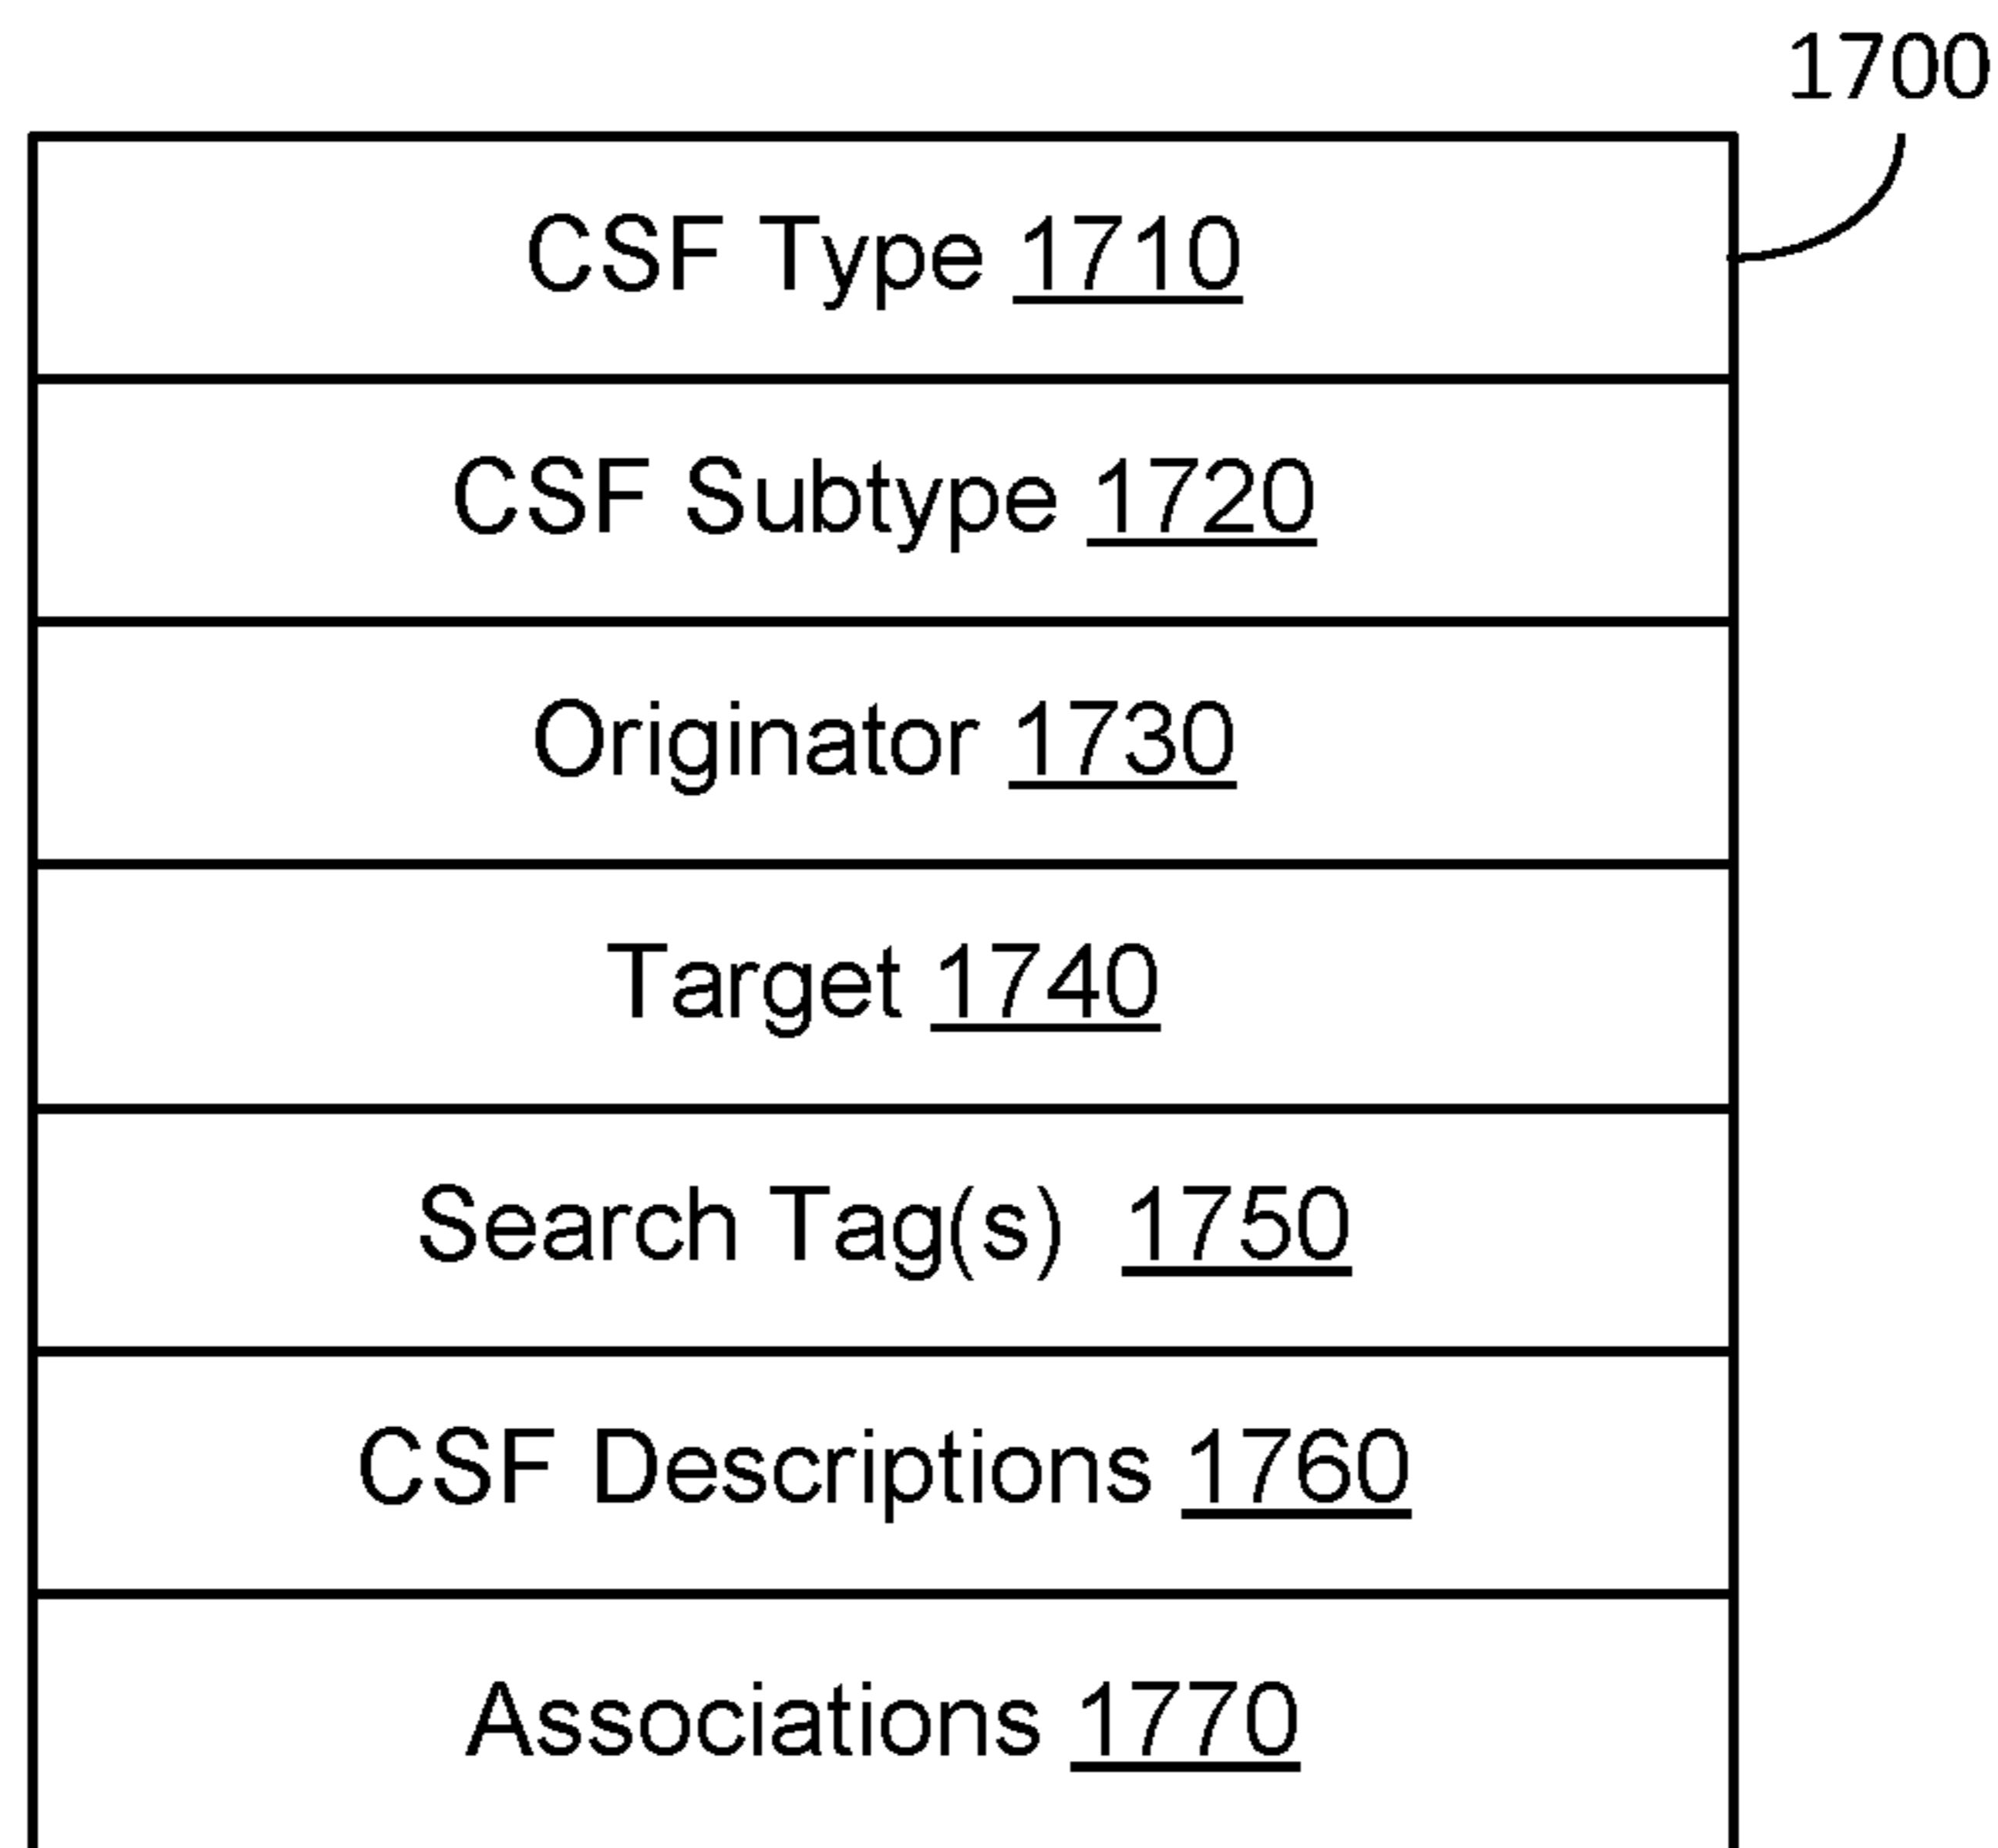 1700
CSF Type 1710
CSF Subtype 1720
Originator 1730
Target 1740
Search Tag(s) 1750
CSF Descriptions 1760
Associations 1770